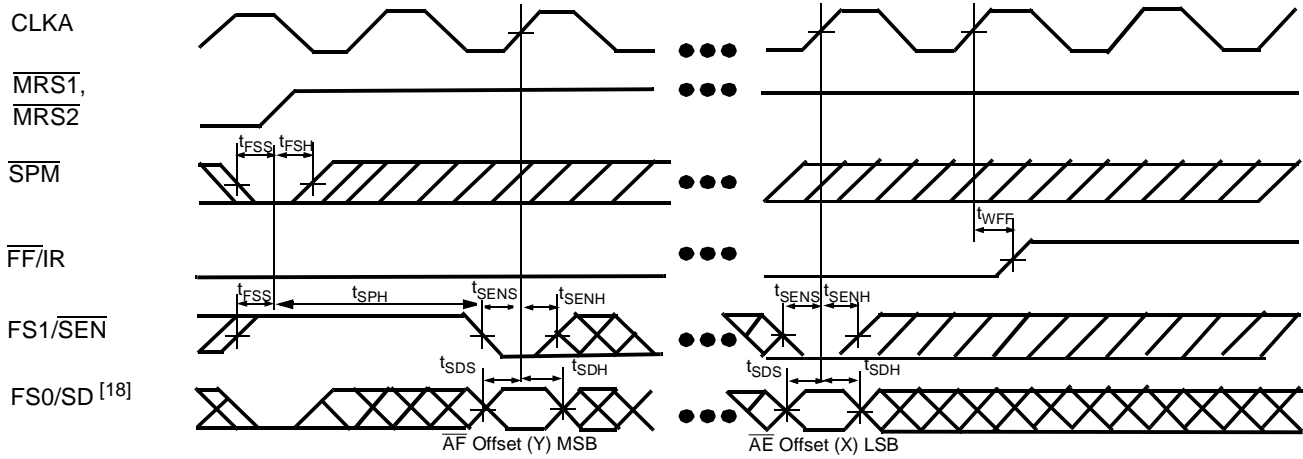 CLKA
MRS1,
MRS2
tFSS tFSH
SPM
tWFF
FF/IR
tFSS tSPH tSENS tSENH tSENS tSENH
FS1/SEN
tSDS tSDH tSDS tSDH
FS0/SD [18]
AF Offset (Y) MSB AE Offset (X) LSB